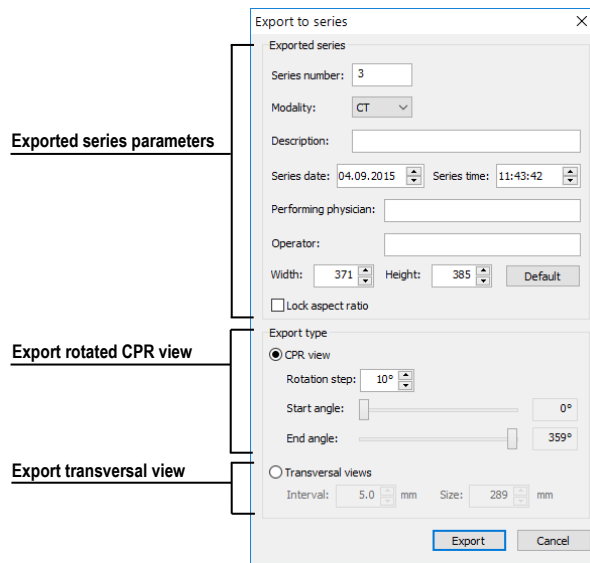 Export to series
Exported series
Series number: 3
Modality: CT
Exported series parameters
Description:
Series date: 04.09.2015 Series time: 11:43:42
Performing physician:
Operator:
Width: 371 Height: 385 Default
Lock aspect ratio
Export type
Export rotated CPR view
CPR view
Rotation step: 10°
Start angle: 0°
End angle: 359°
Export transversal view
Transversal views
Interval: 5.0 mm Size: 289 mm
Export Cancel